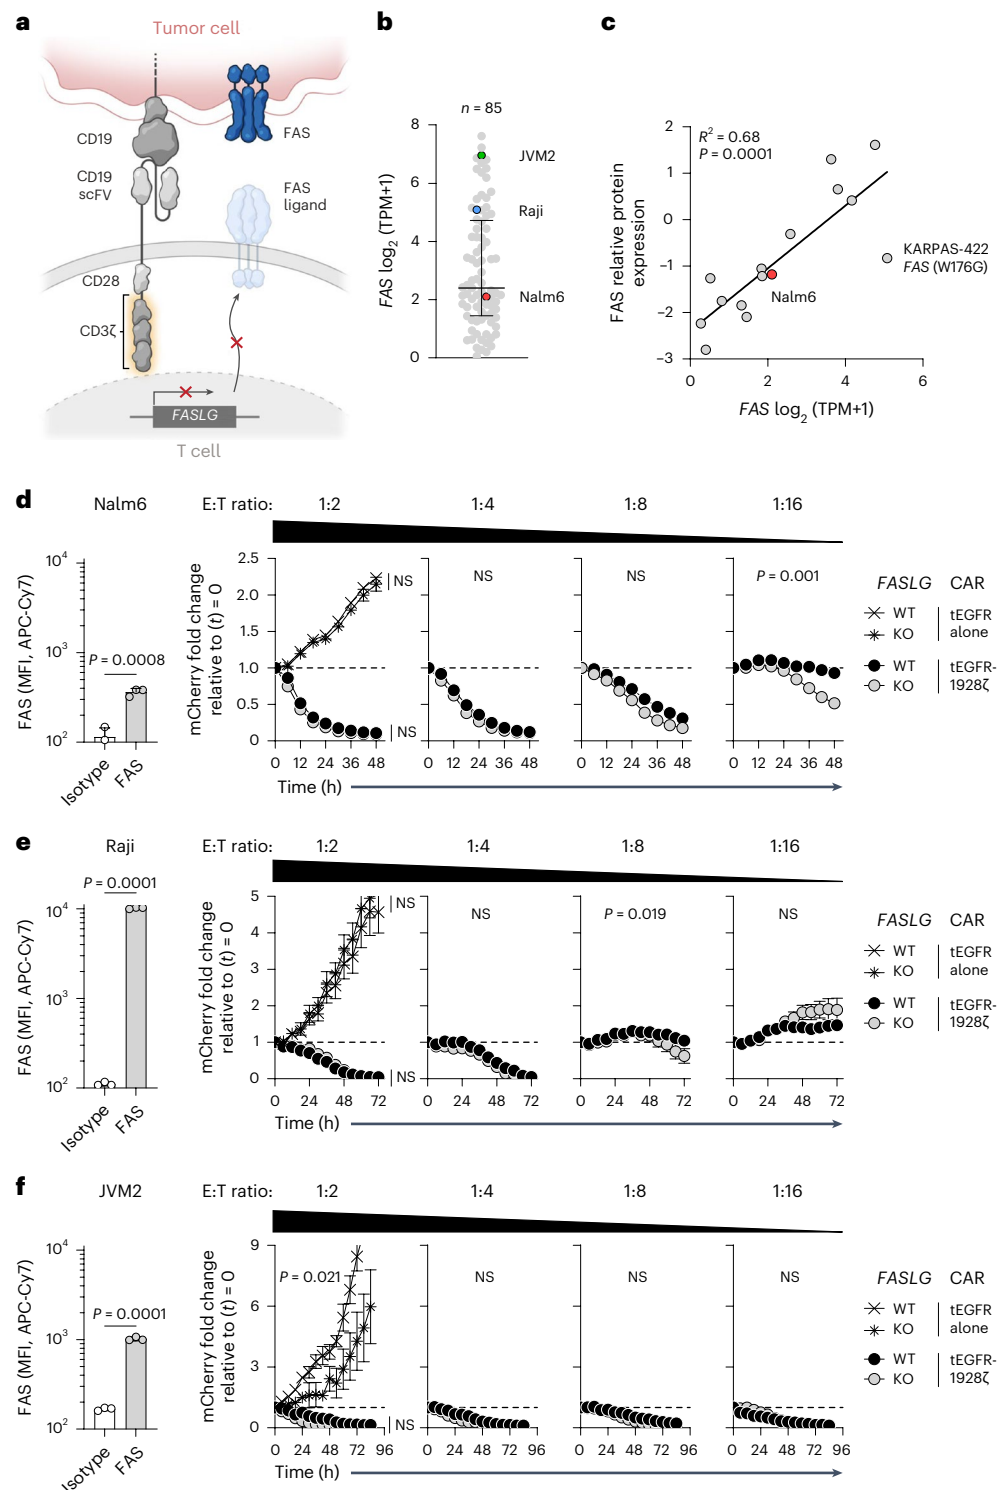 a
Tumor cell
CD19
FAS
CD19
scFV
FAS
ligand
CD28
CD3ζ
FASLG
T cell
b
n = 85
FAS log2 (TPM+1)
8
6
4
2
0
JVM2
Raji
Nalm6
c
R2 = 0.68
P = 0.0001
FAS relative protein
expression
2
1
0
−1
−2
−3
KARPAS-422
FAS (W176G)
Nalm6
0 2 4 6
FAS log2 (TPM+1)
d
Nalm6
E:T ratio: 1:2 1:4 1:8 1:16
FAS (MFI, APC-Cy7)
10^4
10^3
10^2
P = 0.0008
Isotype
FAS
mCherry fold change
relative to (t) = 0
2.5
2.0
1.5
1.0
0.5
0
NS
NS
NS
NS
P = 0.001
0 12 24 36 48 0 12 24 36 48 0 12 24 36 48 0 12 24 36 48
Time (h)
FASLG CAR
WT tEGFR
KO alone
WT tEGFR-
KO 1928ζ
e
Raji
E:T ratio: 1:2 1:4 1:8 1:16
FAS (MFI, APC-Cy7)
P = 0.0001
10^4
10^3
10^2
Isotype
FAS
mCherry fold change
relative to (t) = 0
5
4
3
2
1
0
NS
NS
NS
P = 0.019
NS
0 24 48 72 0 24 48 72 0 24 48 72 0 24 48 72
Time (h)
FASLG CAR
WT tEGFR
KO alone
WT tEGFR-
KO 1928ζ
f
JVM2
E:T ratio: 1:2 1:4 1:8 1:16
FAS (MFI, APC-Cy7)
10^4
10^3
10^2
P = 0.0001
Isotype
FAS
mCherry fold change
relative to (t) = 0
9
6
3
1
0
P = 0.021
NS
NS
NS
NS
0 24 48 72 96 0 24 48 72 96 0 24 48 72 96 0 24 48 72 96
Time (h)
FASLG CAR
WT tEGFR
KO alone
WT tEGFR-
KO 1928ζ